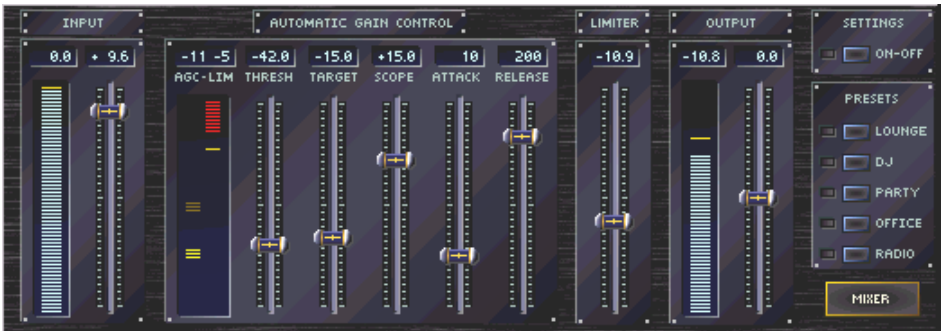 INPUT
AUTOMATIC GAIN CONTROL
LIMITER
OUTPUT
SETTINGS
0.0
+ 9.6
-11 -5
-42.0
-15.0
+15.0
10
200
-10.9
-10.8
0.0
ON-OFF
AGC-LIM
THRESH
TARGET
SCOPE
ATTACK
RELEASE
PRESETS
LOUNGE
DJ
PARTY
OFFICE
RADIO
MIXER